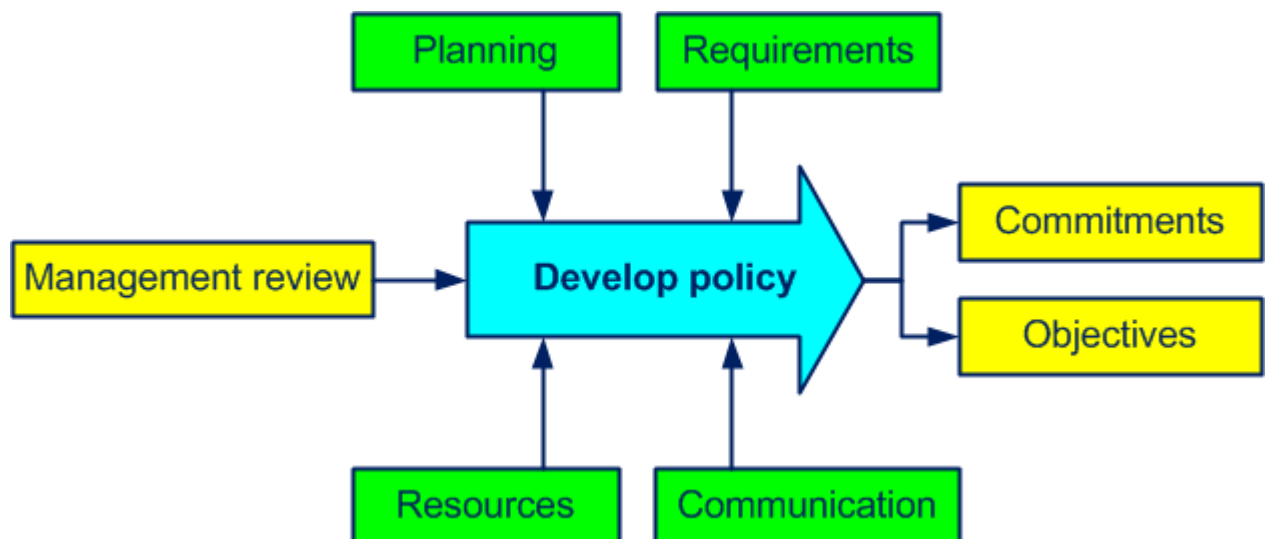 Planning
Requirements
Commitments
Management review
Develop policy
Objectives
Resources
Communication